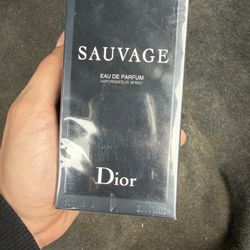 SAUVAGE
EAU DE PARFUM
VAPORISATEUR SPRAY
Dior